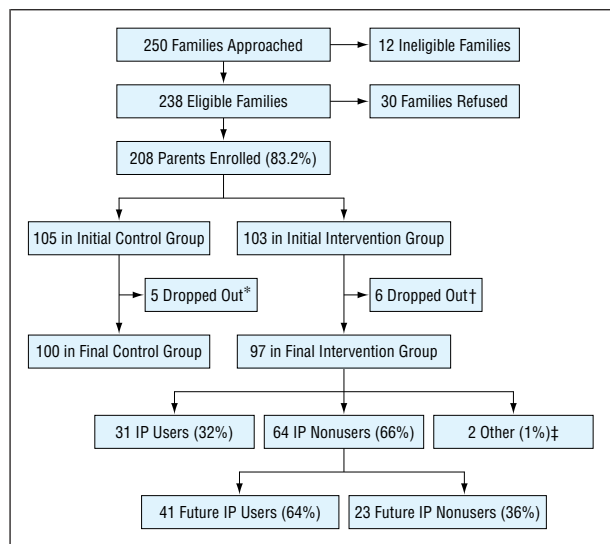 250 Families Approached
12 Ineligible Families
238 Eligible Families
30 Families Refused
208 Parents Enrolled (83.2%)
105 in Initial Control Group
103 in Initial Intervention Group
5 Dropped Out*
6 Dropped Out†
100 in Final Control Group
97 in Final Intervention Group
31 IP Users (32%)
64 IP Nonusers (66%)
2 Other (1%)‡
41 Future IP Users (64%)
23 Future IP Nonusers (36%)